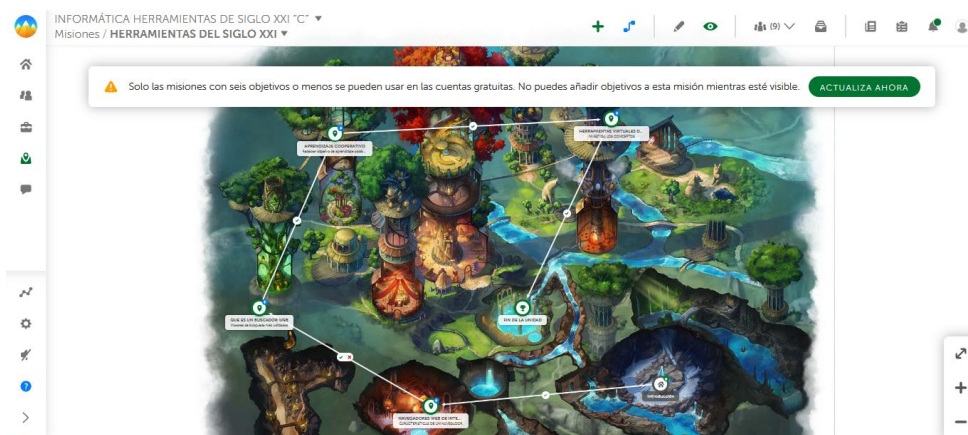 INFORMÁTICA HERRAMIENTAS DE SIGLO XXI "C"
Misiones / HERRAMIENTAS DEL SIGLO XXI
(9)
Solo las misiones con seis objetivos o menos se pueden usar en las cuentas gratuitas. No puedes añadir objetivos a esta misión mientras esté visible.
ACTUALIZA AHORA
HERRAMIENTAS VIRTUALES D...
APRENDIZAJE COOPERATIVO
QUE ES UN BUSCADOR WEB
FIN DE LA UNIDAD
Introducción
NAVEGADORES WEB DE INTE...
CARACTERÍSTICA DE UN NAVEGADOR